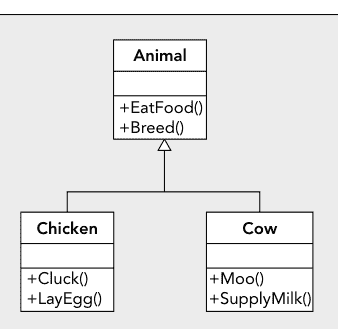 Animal
+EatFood()
+Breed()
Chicken
+Cluck()
+LayEgg()
Cow
+Moo()
+SupplyMilk()